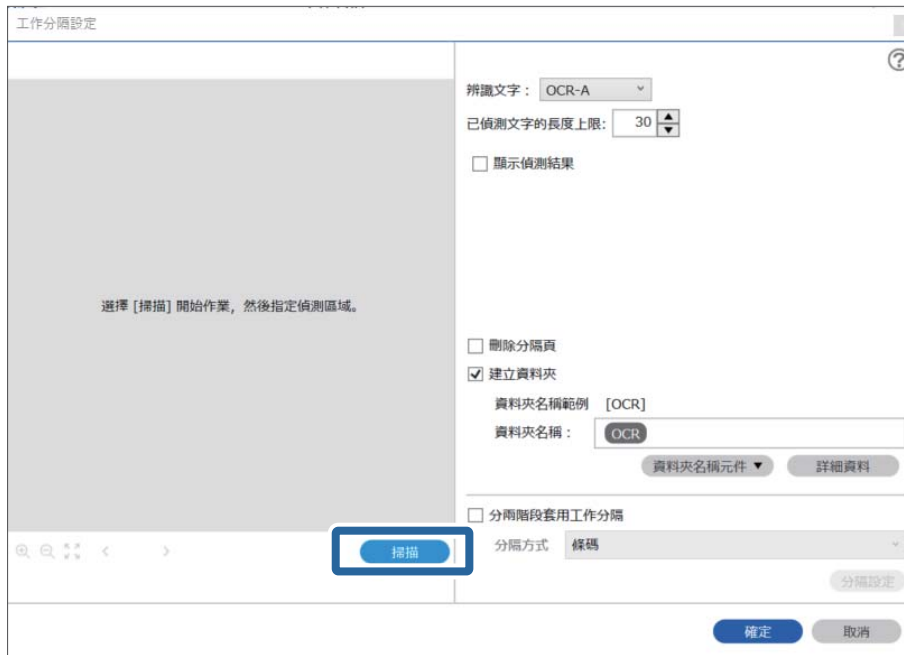 工作分隔設定
選擇 [掃描] 開始作業，然後指定偵測區域。
掃描
辨識文字： OCR-A
已偵測文字的長度上限: 30
顯示偵測結果
刪除分隔頁
建立資料夾
資料夾名稱範例 [OCR]
資料夾名稱： OCR
資料夾名稱元件 ▼ 詳細資料
分兩階段套用工作分隔
分隔方式 條碼
分隔設定
確定 取消